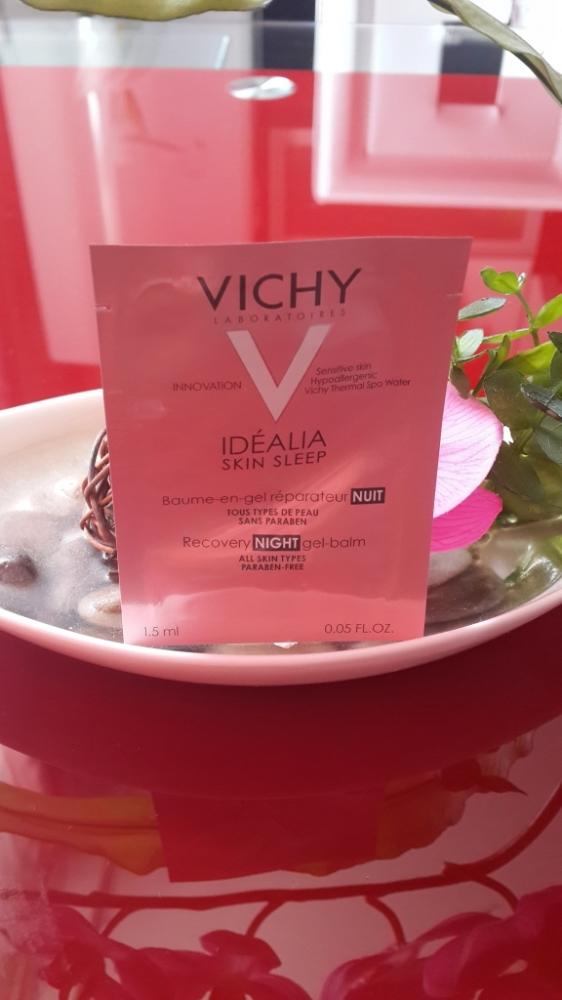 VICHY
LABORATOIRES
V
INNOVATION
Sensitive skin
Hypoallergenic
Vichy Thermal Spa Water
IDÉALIA
SKIN SLEEP
Baume-en-gel réparateur NUIT
TOUS TYPES DE PEAU
SANS PARABEN
Recovery NIGHT gel-balm
ALL SKIN TYPES
PARABEN-FREE
1.5 ml 0.05 FL.OZ.